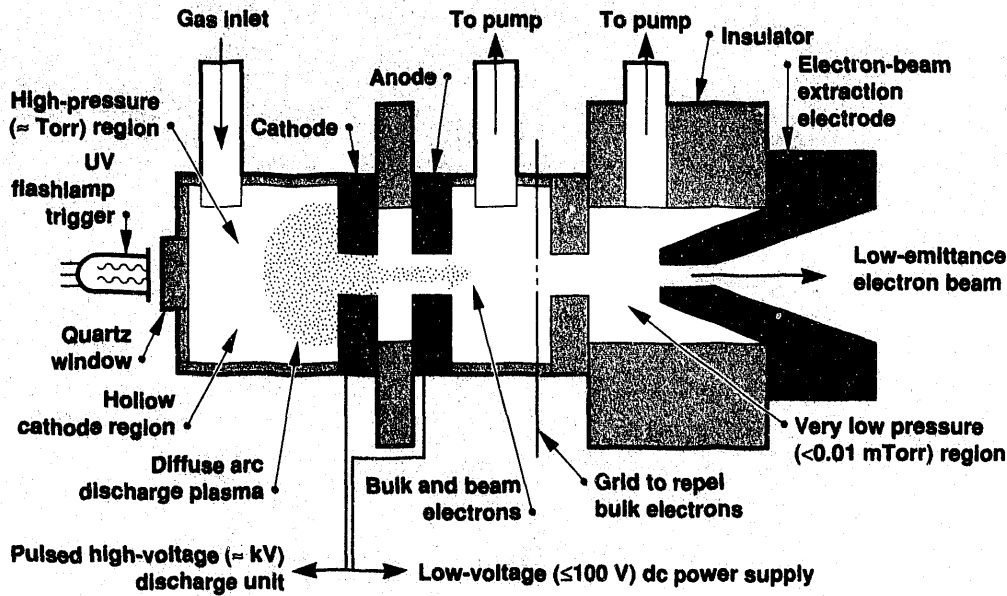 Gas inlet
To pump
To pump
Insulator
Anode
Electron-beam
extraction
electrode
High-pressure
(≈ Torr) region
Cathode
UV
flashlamp
trigger
Low-emittance
electron beam
Quartz
window
Hollow
cathode region
Very low pressure
(<0.01 mTorr) region
Diffuse arc
discharge plasma
Bulk and beam
electrons
Grid to repel
bulk electrons
Pulsed high-voltage (≈ kV)
discharge unit
Low-voltage (≤100 V) dc power supply